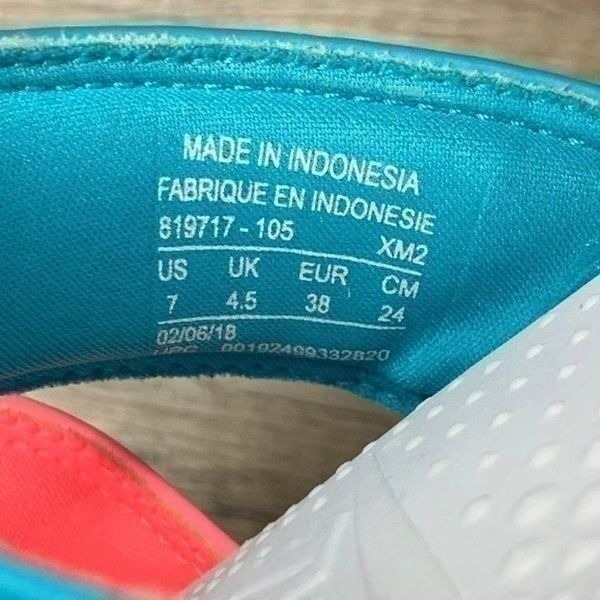 MADE IN INDONESIA
FABRIQUE EN INDONESIE
819717 - 105 XM2
US UK EUR CM
7 4.5 38 24
02/06/18
UPC 00192499332820